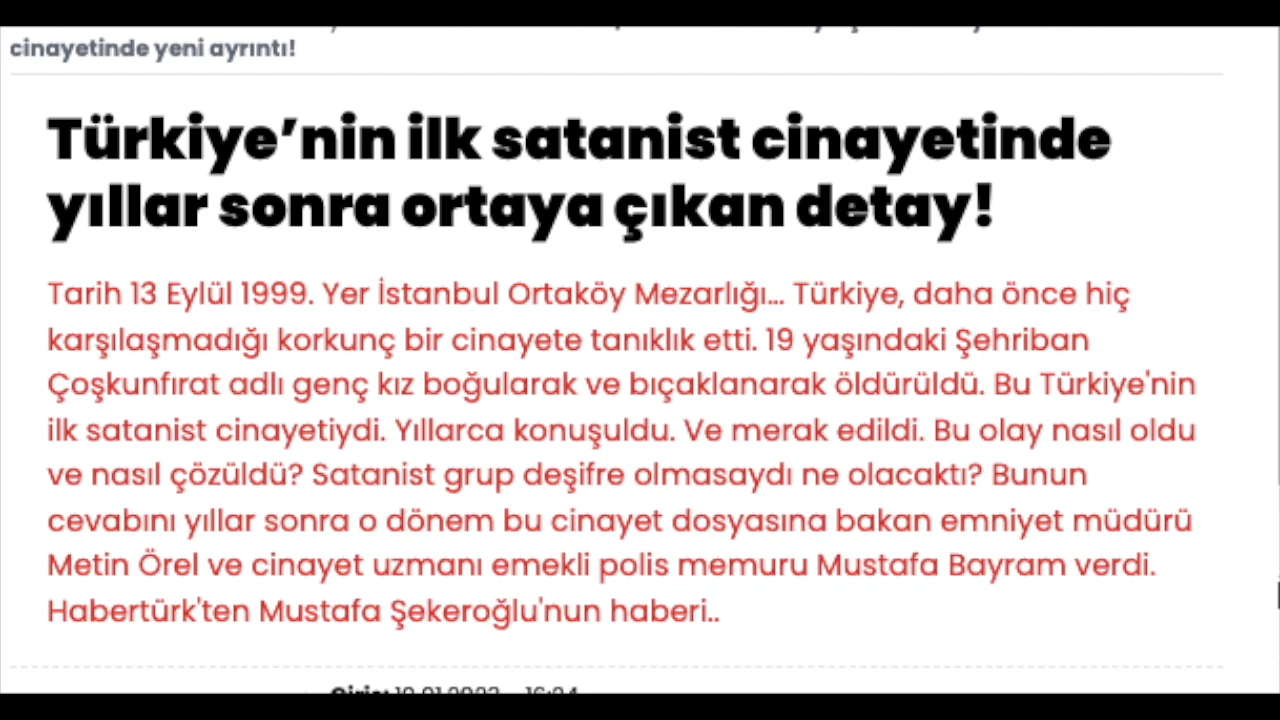 cinayetinde yeni ayrıntı!
Türkiye’nin ilk satanist cinayetinde
yıllar sonra ortaya çıkan detay!
Tarih 13 Eylül 1999. Yer İstanbul Ortaköy Mezarlığı... Türkiye, daha önce hiç
karşılaşmadığı korkunç bir cinayete tanıklık etti. 19 yaşındaki Şehriban
Çoşkunfırat adlı genç kız boğularak ve bıçaklanarak öldürüldü. Bu Türkiye'nin
ilk satanist cinayetiydi. Yıllarca konuşuldu. Ve merak edildi. Bu olay nasıl oldu
ve nasıl çözüldü? Satanist grup deşifre olmasaydı ne olacaktı? Bunun
cevabını yıllar sonra o dönem bu cinayet dosyasına bakan emniyet müdürü
Metin Örel ve cinayet uzmanı emekli polis memuru Mustafa Bayram verdi.
Habertürk'ten Mustafa Şekeroğlu'nun haberi..